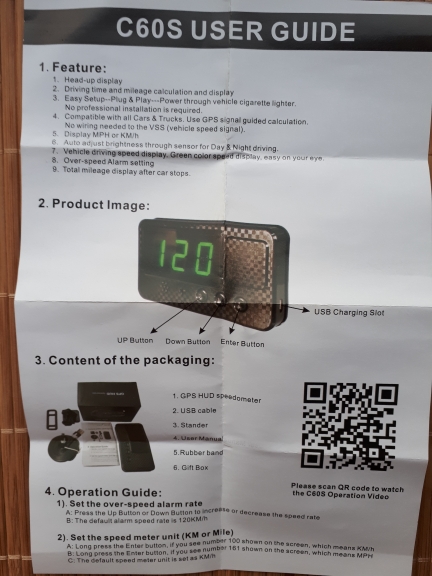 C60S USER GUIDE
1. Feature:
1. Head-up display
2. Driving time and mileage calculation and display
3. Easy Setup--Plug & Play---Power through vehicle cigarette lighter.
No professional installation is required.
4. Compatible with all Cars & Trucks. Use GPS signal guided calculation.
No wiring needed to the VSS (vehicle speed signal).
5. Display MPH or KM/h
6. Auto adjust brightness through sensor for Day & Night driving.
7. Vehicle driving speed display, Green color speed display, easy on your eye.
8. Over-speed Alarm setting
9. Total mileage display after car stops.
2. Product Image:
120
USB Charging Slot
UP Button Down Button Enter Button
3. Content of the packaging:
1. GPS HUD speedometer
2. USB cable
3. Stander
4. User Manual
5. Rubber band
6. Gift Box
Please scan QR code to watch
the C60S Operation Video
4. Operation Guide:
1). Set the over-speed alarm rate
A: Press the Up Button or Down Button to increase or decrease the speed rate
B: The default alarm speed rate is 120KM/h
2). Set the speed meter unit (KM or Mile)
A: Long press the Enter button, if you see number 100 shown on the screen, which means KM/h
B: Long press the Enter button, if you see number 161 shown on the screen, which means MPH
C: The default speed meter unit is set as KM/h